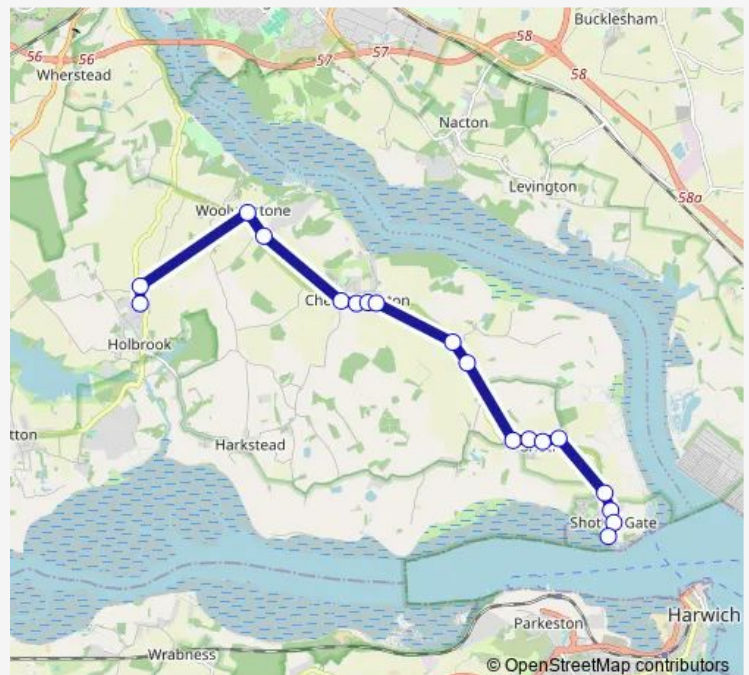 Bucklesham
58
56
56
57
57
58
Wherstead
Nacton
Levington
58a
Holbrook
Harkstead
tton
Gate
Harwich
Parkeston
Wrabness
© OpenStreetMap contributors